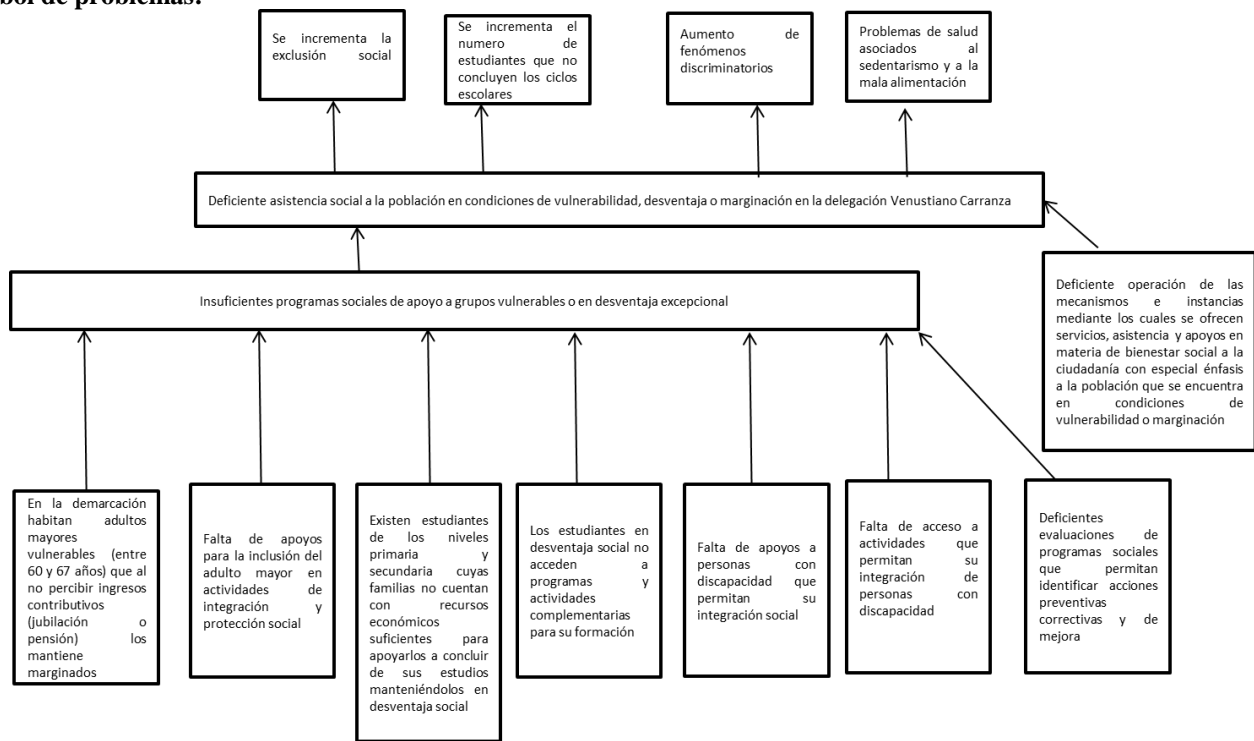 bol de problemas:
Se incrementa la
exclusión social
Se incrementa el
numero de
estudiantes que no
concluyen los ciclos
escolares
Aumento de
fenómenos
discriminatorios
Problemas de salud
asociados al
sedentarismo y a la
mala alimentación
Deficiente asistencia social a la población en condiciones de vulnerabilidad, desventaja o marginación en la delegación Venustiano Carranza
Insuficientes programas sociales de apoyo a grupos vulnerables o en desventaja excepcional
Deficiente operación de las
mecanismos e instancias
mediante los cuales se ofrecen
servicios, asistencia y apoyos en
materia de bienestar social a la
ciudadanía con especial énfasis
a la población que se encuentra
en condiciones de
vulnerabilidad o marginación
En la demarcación
habitan adultos
mayores
vulnerables (entre
60 y 67 años) que al
no percibir ingresos
contributivos
(jubilación o
pensión) los
mantiene
marginados
Falta de apoyos
para la inclusión del
adulto mayor en
actividades de
integración y
protección social
Existen estudiantes
de los niveles
primaria y
secundaria cuyas
familias no cuentan
con recursos
económicos
suficientes para
apoyarlos a concluir
de sus estudios
manteniéndolos en
desventaja social
Los estudiantes en
desventaja social no
acceden a
programas y
actividades
complementarias
para su formación
Falta de apoyos a
personas con
discapacidad que
permitan su
integración social
Falta de acceso a
actividades que
permitan su
integración de
personas con
discapacidad
Deficientes
evaluaciones de
programas sociales
que permitan
identificar acciones
preventivas
correctivas y de
mejora